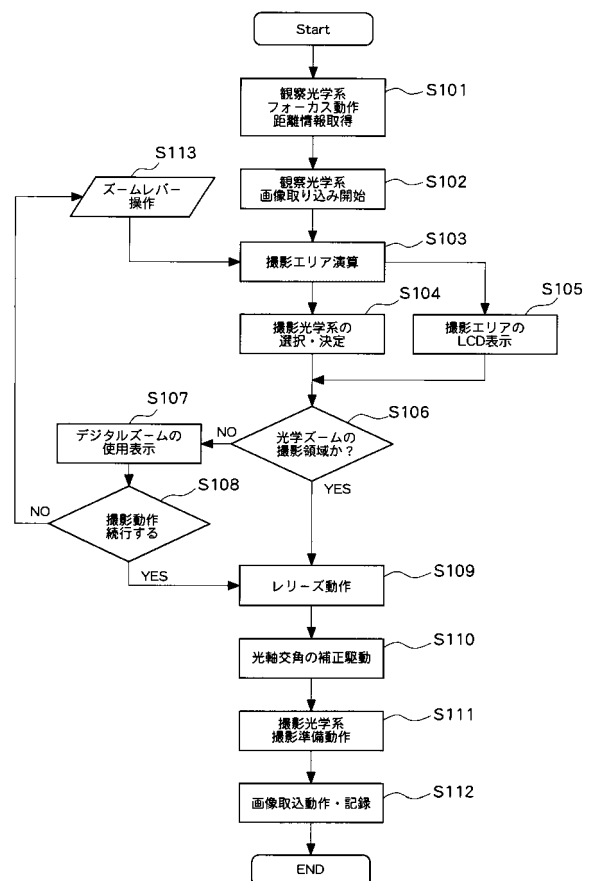 Start
観察光学系
フォーカス動作
距離情報取得
S101
S113
ズームレバー
操作
観察光学系
画像取り込み開始
S102
撮影エリア演算
S103
撮影光学系の
選択・決定
S104
撮影エリアの
LCD表示
S105
S107
デジタルズームの
使用表示
NO
光学ズームの
撮影領域か？
S106
YES
S108
NO
撮影動作
続行する
YES
レリーズ動作
S109
光軸交角の補正駆動
S110
撮影光学系
撮影準備動作
S111
画像取込動作・記録
S112
END